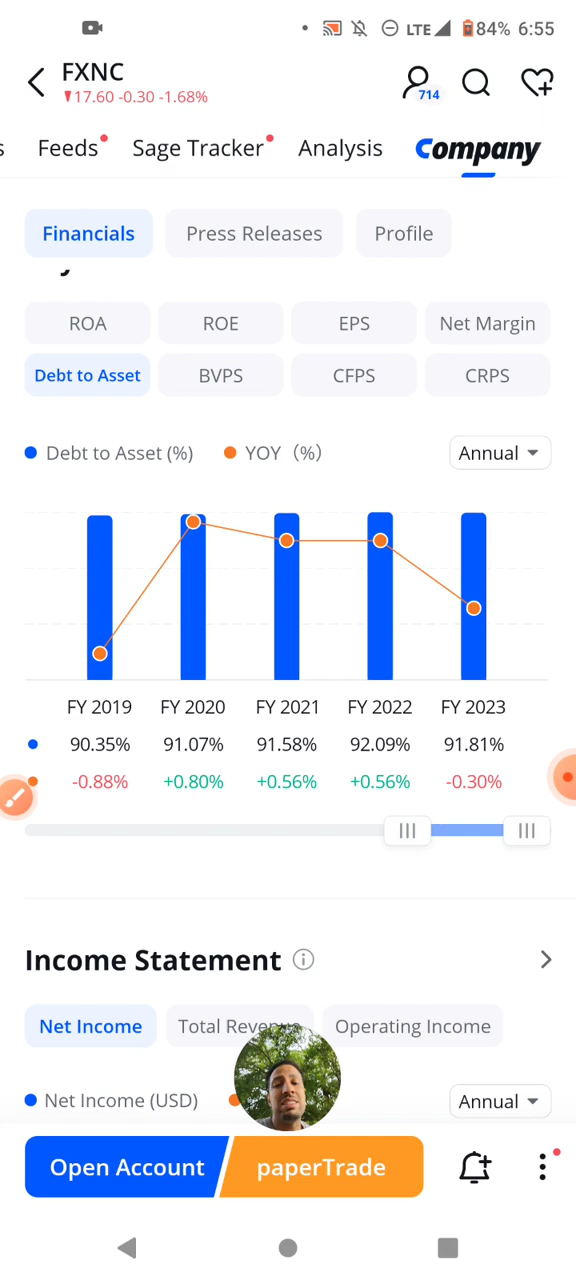 LTE 84% 6:55
FXNC
17.60 -0.30 -1.68%
714
s Feeds Sage Tracker Analysis Company
Financials Press Releases Profile
ROA ROE EPS Net Margin
Debt to Asset BVPS CFPS CRPS
Debt to Asset (%) YOY (%) Annual
FY 2019 FY 2020 FY 2021 FY 2022 FY 2023
90.35% 91.07% 91.58% 92.09% 91.81%
-0.88% +0.80% +0.56% +0.56% -0.30%
Income Statement
Net Income Total Revenue Operating Income
Net Income (USD) Annual
Open Account paperTrade